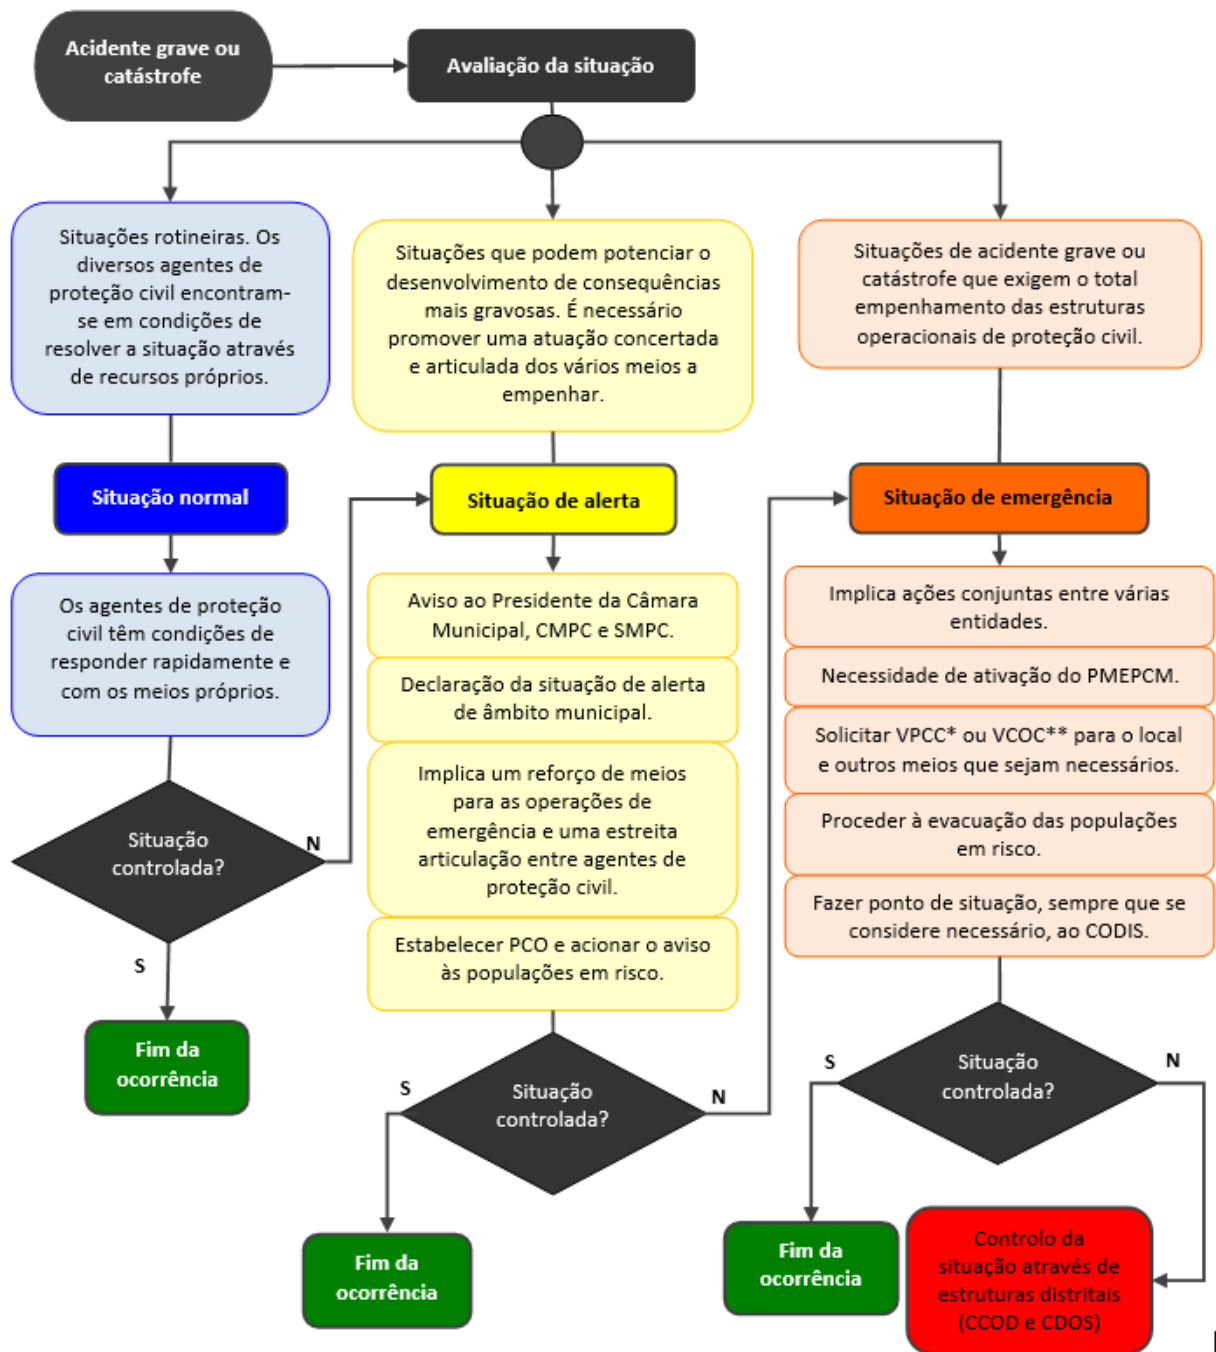 Acidente grave ou
catástrofe
Avaliação da situação
Situações rotineiras. Os
diversos agentes de
proteção civil encontram-
se em condições de
resolver a situação através
de recursos próprios.
Situação normal
Os agentes de proteção
civil têm condições de
responder rapidamente e
com os meios próprios.
Situação
controlada?
N
S
Fim da
ocorrência
Situações que podem potenciar o
desenvolvimento de consequências
mais gravosas. É necessário
promover uma atuação concertada
e articulada dos vários meios a
empenhar.
Situação de alerta
Aviso ao Presidente da Câmara
Municipal, CMPC e SMPC.
Declaração da situação de alerta
de âmbito municipal.
Implica um reforço de meios
para as operações de
emergência e uma estreita
articulação entre agentes de
proteção civil.
Estabelecer PCO e acionar o aviso
às populações em risco.
Situação
controlada?
S
N
Fim da
ocorrência
Situações de acidente grave ou
catástrofe que exigem o total
empenhamento das estruturas
operacionais de proteção civil.
Situação de emergência
Implica ações conjuntas entre várias
entidades.
Necessidade de ativação do PMEPCM.
Solicitar VPCC* ou VCOC** para o local
e outros meios que sejam necessários.
Proceder à evacuação das populações
em risco.
Fazer ponto de situação, sempre que se
considere necessário, ao CODIS.
Situação
controlada?
S
N
Fim da
ocorrência
Controlo da
situação através de
estruturas distritais
(CCOD e CDOS)